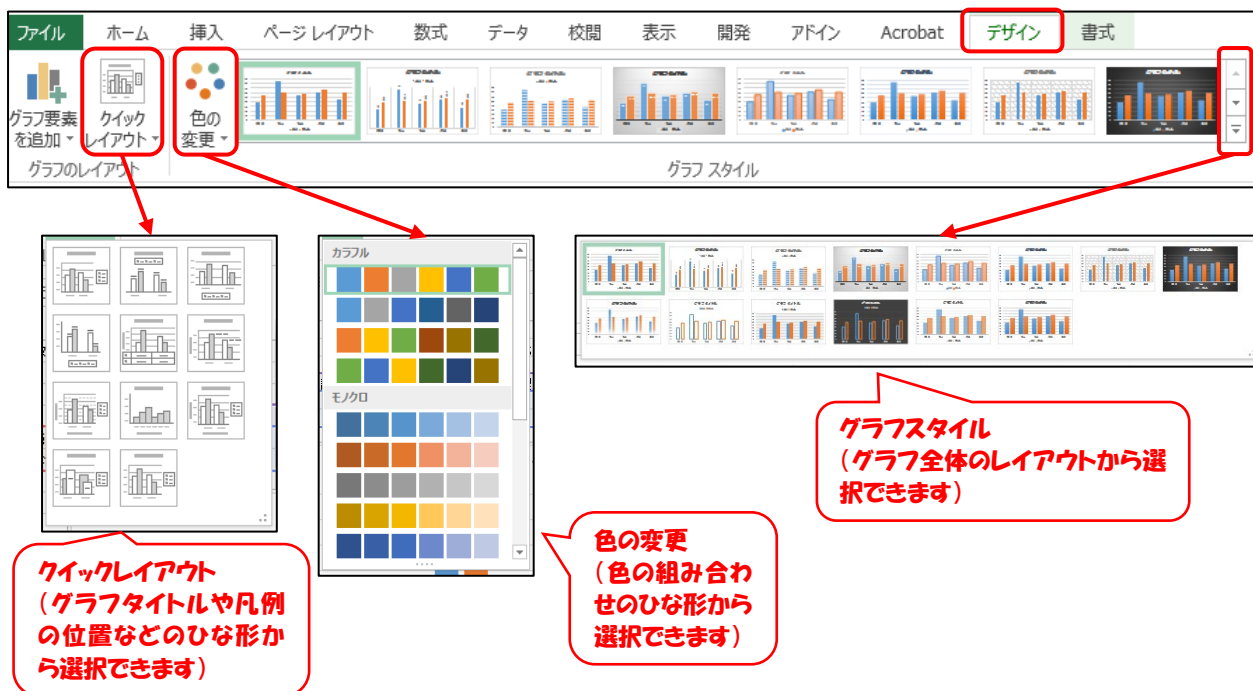 ファイル ホーム 挿入 ページ レイアウト 数式 データ 校閲 表示 開発 アドイン Acrobat デザイン 書式
グラフ要素
を追加
クイック
レイアウト
色の
変更
グラフのレイアウト
グラフ スタイル
カラフル
モノクロ
グラフスタイル
（グラフ全体のレイアウトから選
択できます）
色の変更
（色の組み合わ
せのひな形から
選択できます）
クイックレイアウト
（グラフタイトルや凡例
の位置などのひな形か
ら選択できます）